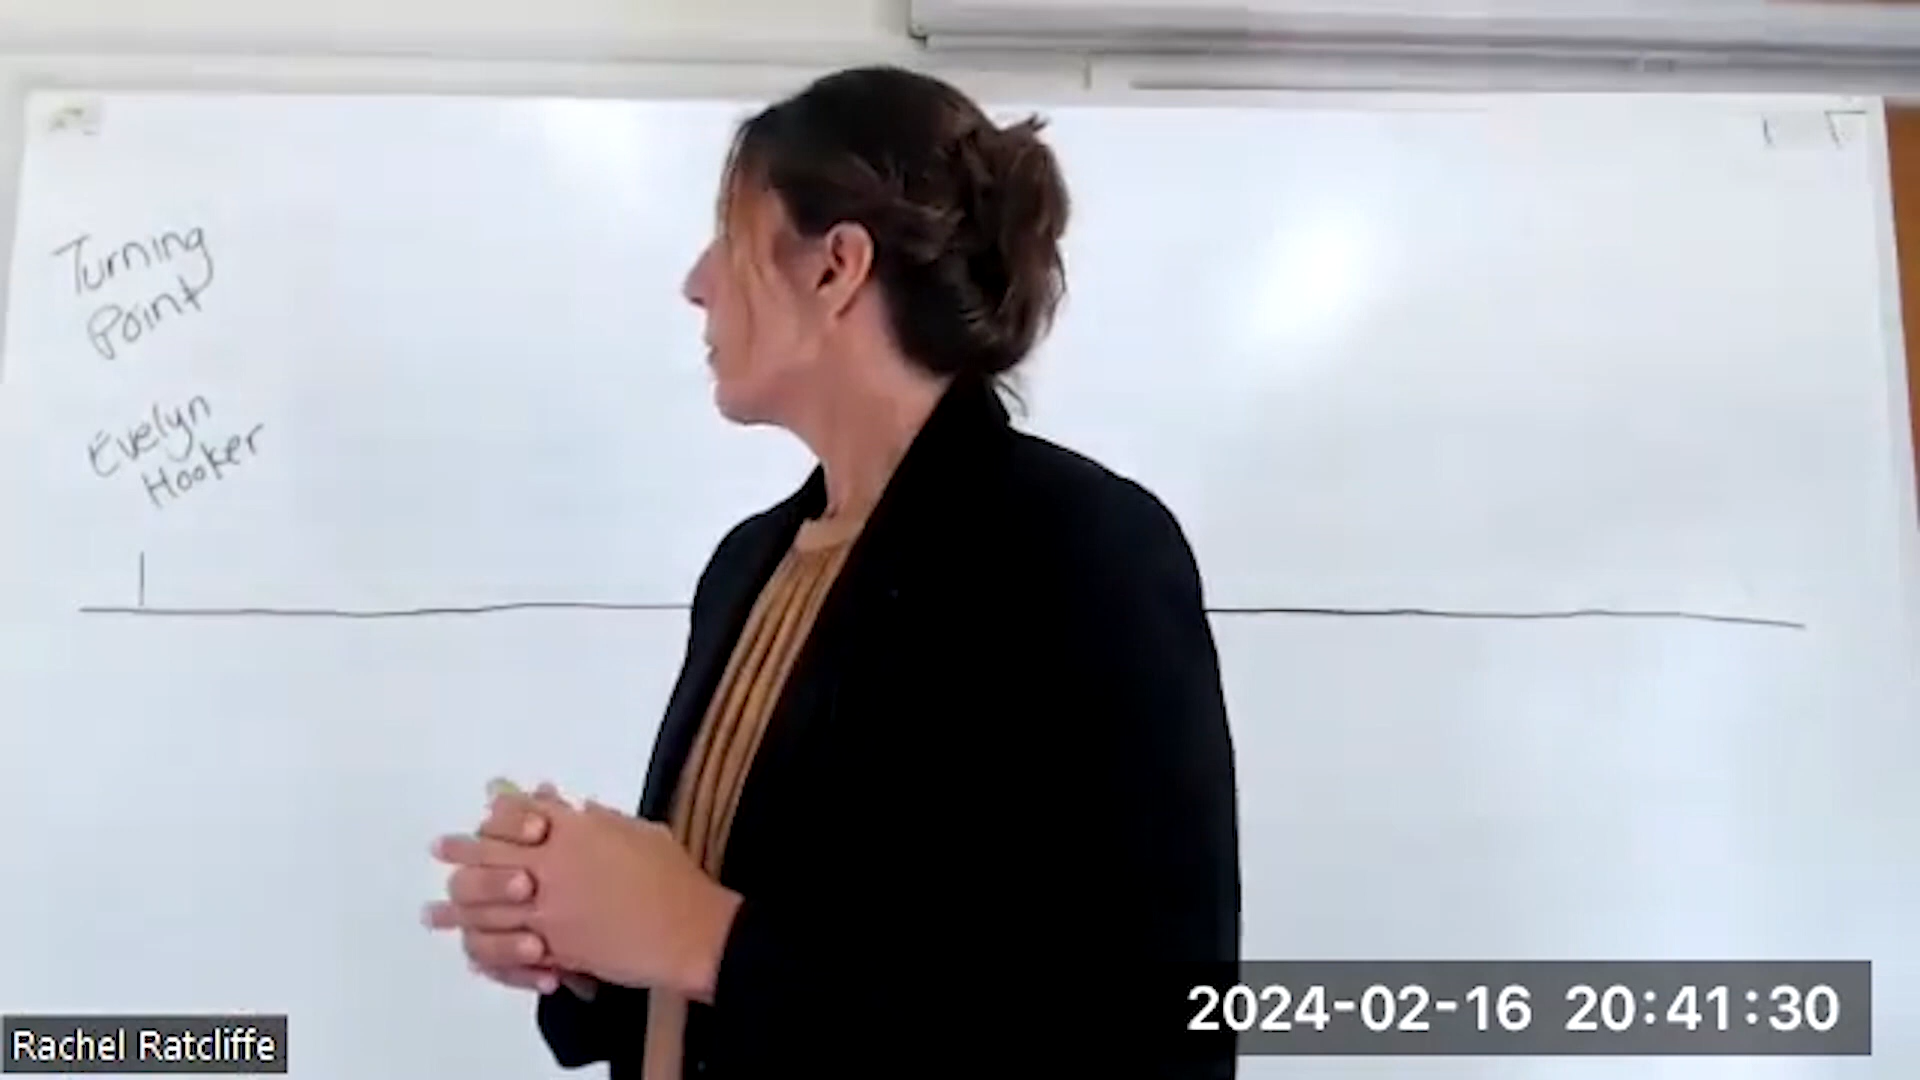 Turning
Point
Evelyn
Hooker
2024-02-16 20:41:30
Rachel Ratcliffe